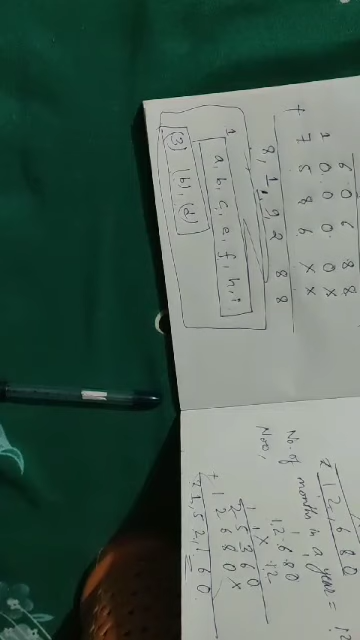 6 0 6 8 8
1 0 0 0 0 x
+ 7 5 8 6 x x
8, 1, 9 2 8 8
1 a, b, c, e, f, h, i
(3) (b), (d)
1 2, 6 8 0
No. of months in a year =
Now,
1 2 6 8 0
x 1 2
2 5 3 6 0
+ 1 2 6 8 0 x
1, 5 2, 1 6 0